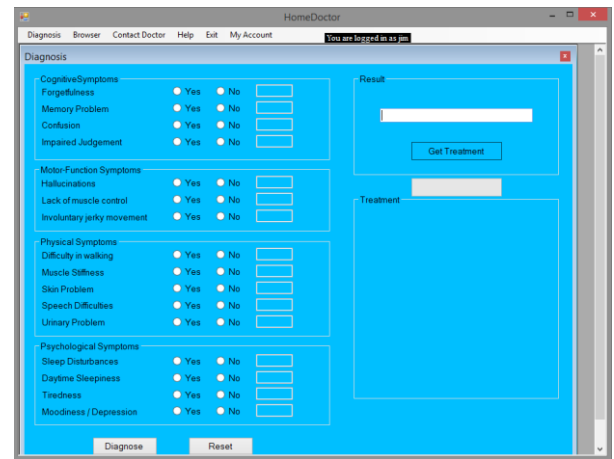 HomeDoctor
Diagnosis Browser Contact Doctor Help Exit My Account You are logged in as jim
Diagnosis
CognitiveSymptoms
Forgetfulness Yes No
Memory Problem Yes No
Confusion Yes No
Impaired Judgement Yes No
Motor-Function Symptoms
Hallucinations Yes No
Lack of muscle control Yes No
Involuntary jerky movement Yes No
Physical Symptoms
Difficulty in walking Yes No
Muscle Stiffness Yes No
Skin Problem Yes No
Speech Difficulties Yes No
Urinary Problem Yes No
Psychological Symptoms
Sleep Disturbances Yes No
Daytime Sleepiness Yes No
Tiredness Yes No
Moodiness / Depression Yes No
Diagnose Reset
Result
Get Treatment
Treatment